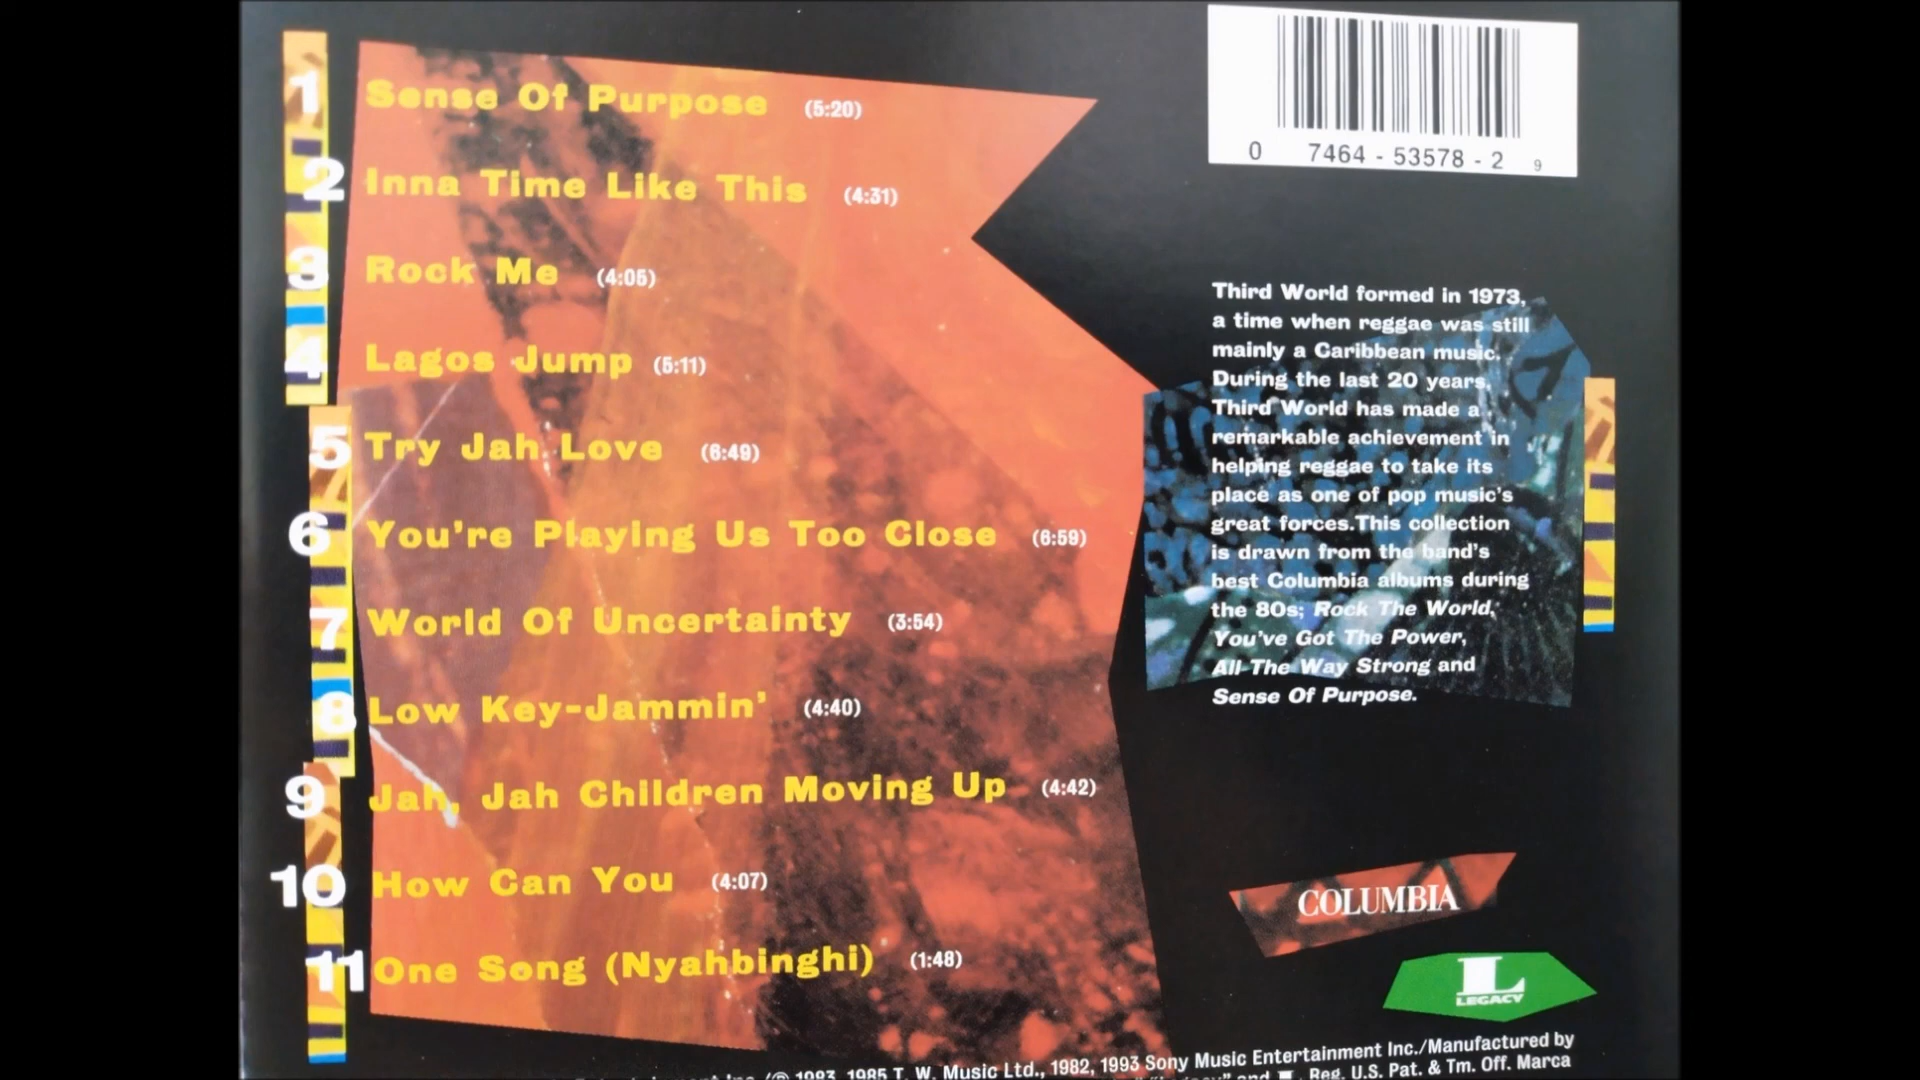 1 Sense Of Purpose (5:20)
2 Inna Time Like This (4:31)
3 Rock Me (4:05)
4 Lagos Jump (5:11)
5 Try Jah Love (6:49)
6 You're Playing Us Too Close (6:59)
7 World Of Uncertainty (3:54)
8 Low Key-Jammin' (4:40)
9 Jah, Jah Children Moving Up (4:42)
10 How Can You (4:07)
11 One Song (Nyahbinghi) (1:48)
0 7464 - 53578 - 2 9
Third World formed in 1973,
a time when reggae was still
mainly a Caribbean music.
During the last 20 years,
Third World has made a
remarkable achievement in
helping reggae to take its
place as one of pop music's
great forces.This collection
is drawn from the band's
best Columbia albums during
the 80s; Rock The World,
You've Got The Power,
All The Way Strong and
Sense Of Purpose.
COLUMBIA
L
LEGACY
1985 T. W. Music Ltd., 1982, 1993 Sony Music Entertainment Inc./Manufactured by
and L, Reg. U.S. Pat. & Tm. Off. Marca